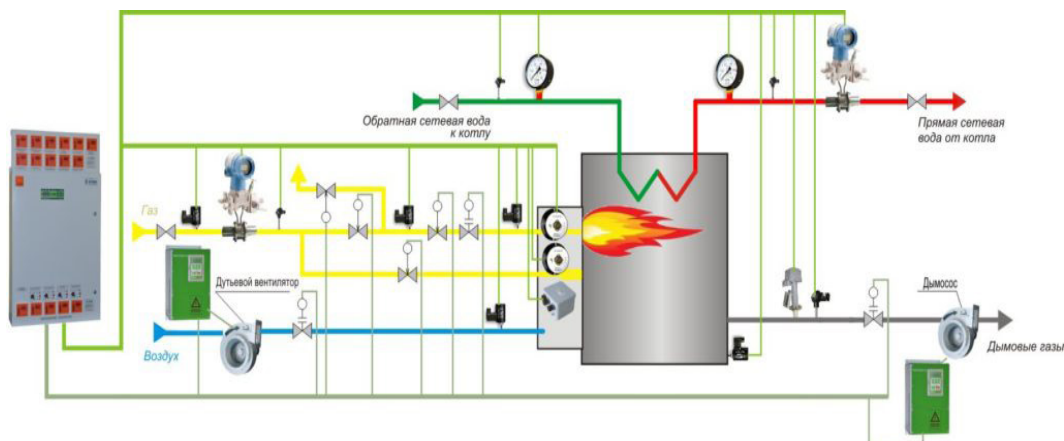 Обратная сетевая вода
к котлу
Прямая сетевая
вода от котла
Газ
Дутьевой вентилятор
Воздух
Дымосос
Дымовые газы